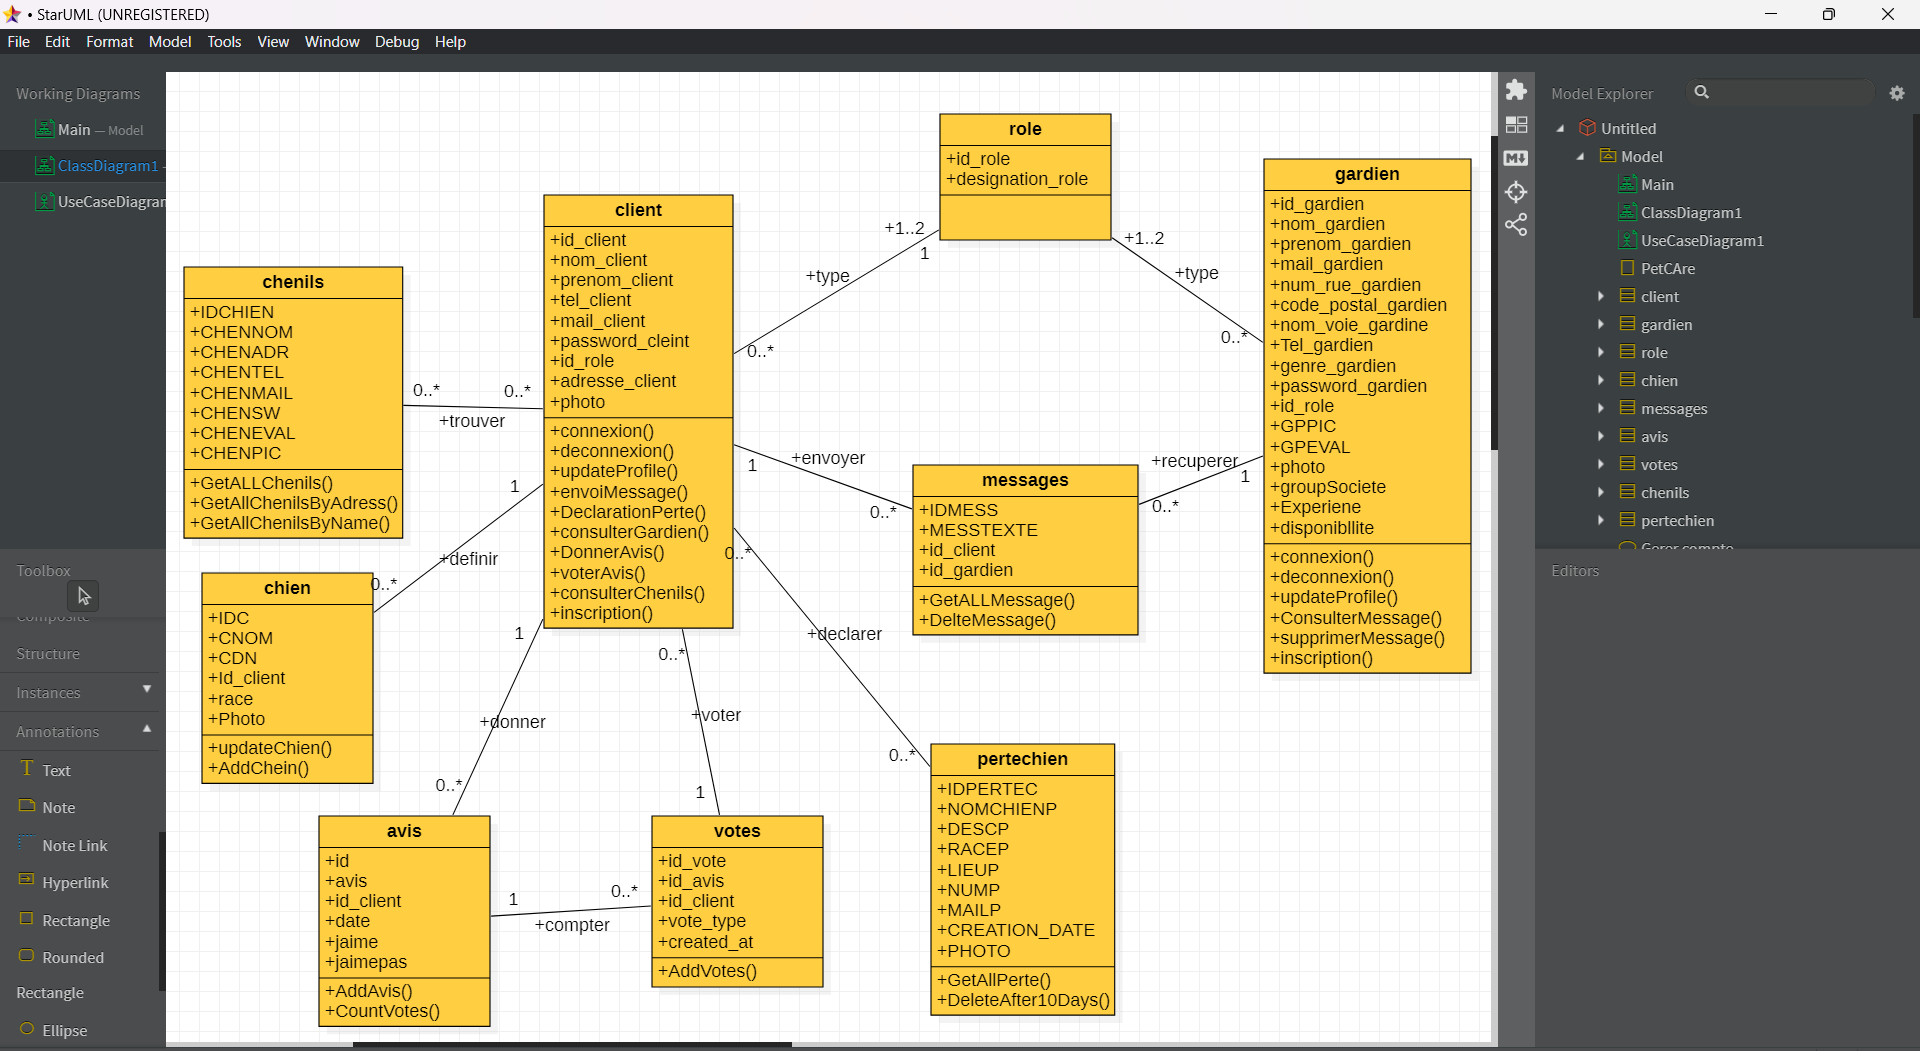 • StarUML (UNREGISTERED)
File Edit Format Model Tools View Window Debug Help
Working Diagrams
Main — Model
ClassDiagram1 -
UseCaseDiagram
Toolbox
Composite
Structure
Instances
Annotations
Text
Note
Note Link
Hyperlink
Rectangle
Rounded
Rectangle
Ellipse
chenils
+IDCHIEN
+CHENNOM
+CHENADR
+CHENTEL
+CHENMAIL
+CHENSW
+CHENEVAL
+CHENPIC
+GetALLChenils()
+GetAllChenilsByAdress()
+GetAllChenilsByName()
0..*
0..*
+trouver
client
+id_client
+nom_client
+prenom_client
+tel_client
+mail_client
+password_cleint
+id_role
+adresse_client
+photo
+connexion()
+deconnexion()
+updateProfile()
+envoiMessage()
+DeclarationPerte()
+consulterGardien()
+DonnerAvis()
+voterAvis()
+consulterChenils()
+inscription()
role
+id_role
+designation_role
+1..2
1
+type
0..*
+1..2
+type
0..*
gardien
+id_gardien
+nom_gardien
+prenom_gardien
+mail_gardien
+num_rue_gardien
+code_postal_gardien
+nom_voie_gardine
+Tel_gardien
+genre_gardien
+password_gardien
+id_role
+GPPIC
+GPEVAL
+photo
+groupSociete
+Experiene
+disponibllite
+connexion()
+deconnexion()
+updateProfile()
+ConsulterMessage()
+supprimerMessage()
+inscription()
1
+envoyer
0..*
+recuperer
1
0..*
messages
+IDMESS
+MESSTEXTE
+id_client
+id_gardien
+GetALLMessage()
+DelteMessage()
1
+definir
0..*
chien
+IDC
+CNOM
+CDN
+Id_client
+race
+Photo
+updateChien()
+AddChein()
1
+donner
0..*
0..*
+voter
1
0..*
+declarer
0..*
avis
+id
+avis
+id_client
+date
+jaime
+jaimepas
+AddAvis()
+CountVotes()
1
0..*
+compter
votes
+id_vote
+id_avis
+id_client
+vote_type
+created_at
+AddVotes()
pertechien
+IDPERTEC
+NOMCHIENP
+DESCP
+RACEP
+LIEUP
+NUMP
+MAILP
+CREATION_DATE
+PHOTO
+GetAllPerte()
+DeleteAfter10Days()
Model Explorer
Untitled
Model
Main
ClassDiagram1
UseCaseDiagram1
PetCAre
client
gardien
role
chien
messages
avis
votes
chenils
pertechien
Gerer compte
Editors